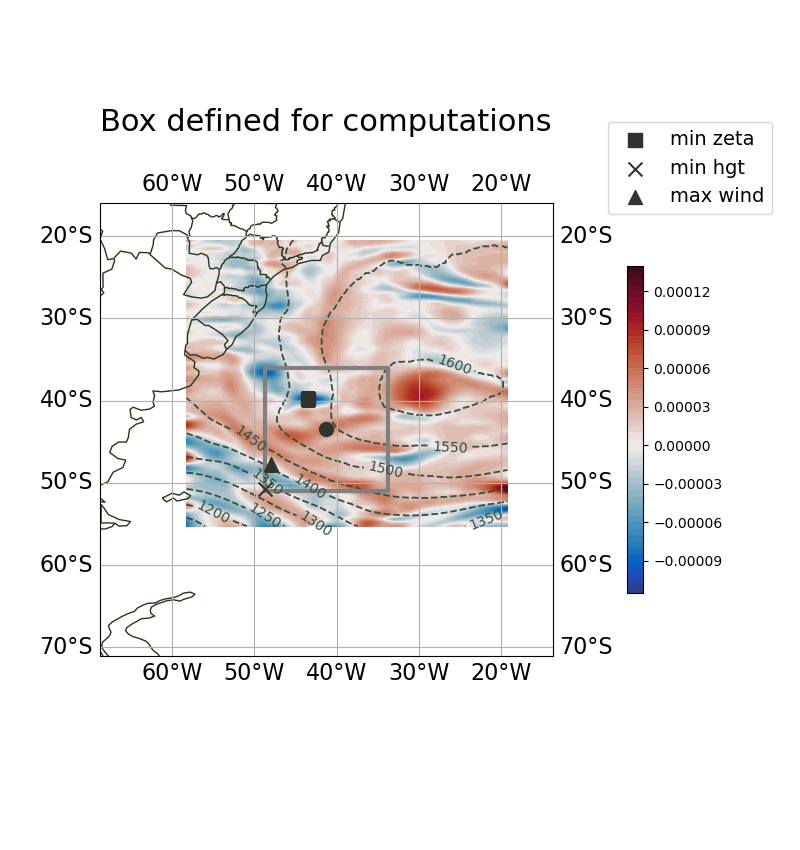 Box defined for computations
min zeta
min hgt
max wind
60°W 50°W 40°W 30°W 20°W
20°S 20°S
30°S 30°S
1600
40°S 40°S
1450
1550
1500
50°S 50°S
1350
1400
1200
1250
1300
1350
60°S 60°S
70°S 70°S
60°W 50°W 40°W 30°W 20°W
0.00012
0.00009
0.00006
0.00003
0.00000
−0.00003
−0.00006
−0.00009